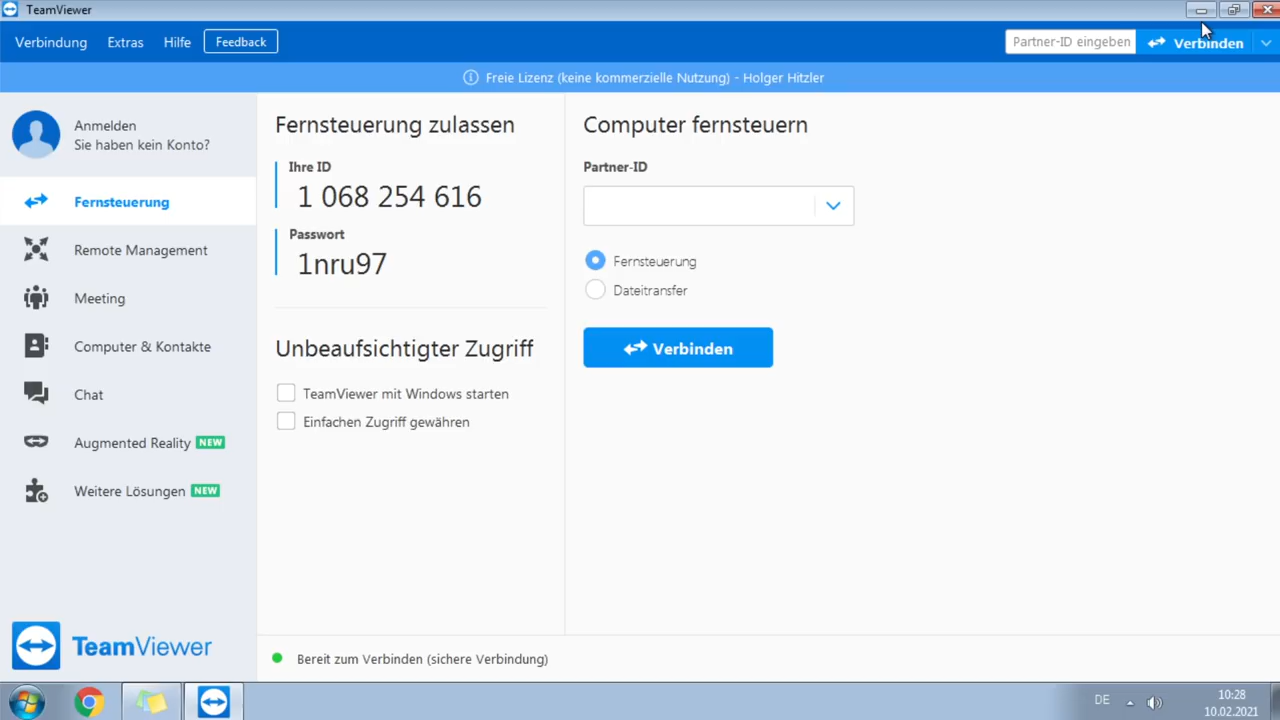 TeamViewer
Verbindung Extras Hilfe Feedback Partner-ID eingeben Verbinden
Freie Lizenz (keine kommerzielle Nutzung) - Holger Hitzler
Anmelden
Sie haben kein Konto?
Fernsteuerung
Remote Management
Meeting
Computer & Kontakte
Chat
Augmented Reality NEW
Weitere Lösungen NEW
TeamViewer
Fernsteuerung zulassen
Ihre ID
1 068 254 616
Passwort
1nru97
Unbeaufsichtigter Zugriff
TeamViewer mit Windows starten
Einfachen Zugriff gewähren
Computer fernsteuern
Partner-ID
Fernsteuerung
Dateitransfer
Verbinden
Bereit zum Verbinden (sichere Verbindung)
DE
10:28
10.02.2021